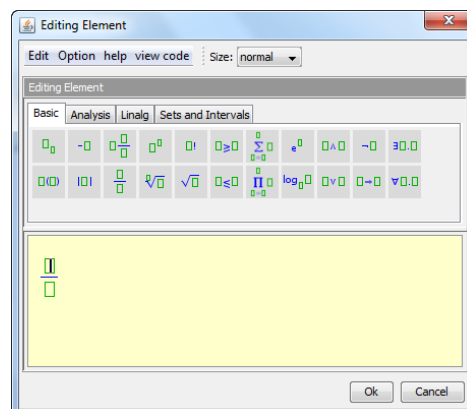 Editing Element
Edit Option help view code Size: normal
Editing Element
Basic Analysis Linalg Sets and Intervals
▯▯ -▯ ▯▯/▯ ▯^▯ ▯! ▯≥▯ Σ▯ e^▯ ▯∧▯ ¬▯ ∃▯.▯
▯(▯) |▯| ▯/▯ ▯√▯ √▯ ▯≤▯ Π▯ log▯▯ ▯∨▯ ▯→▯ ∀▯.▯
Ok Cancel